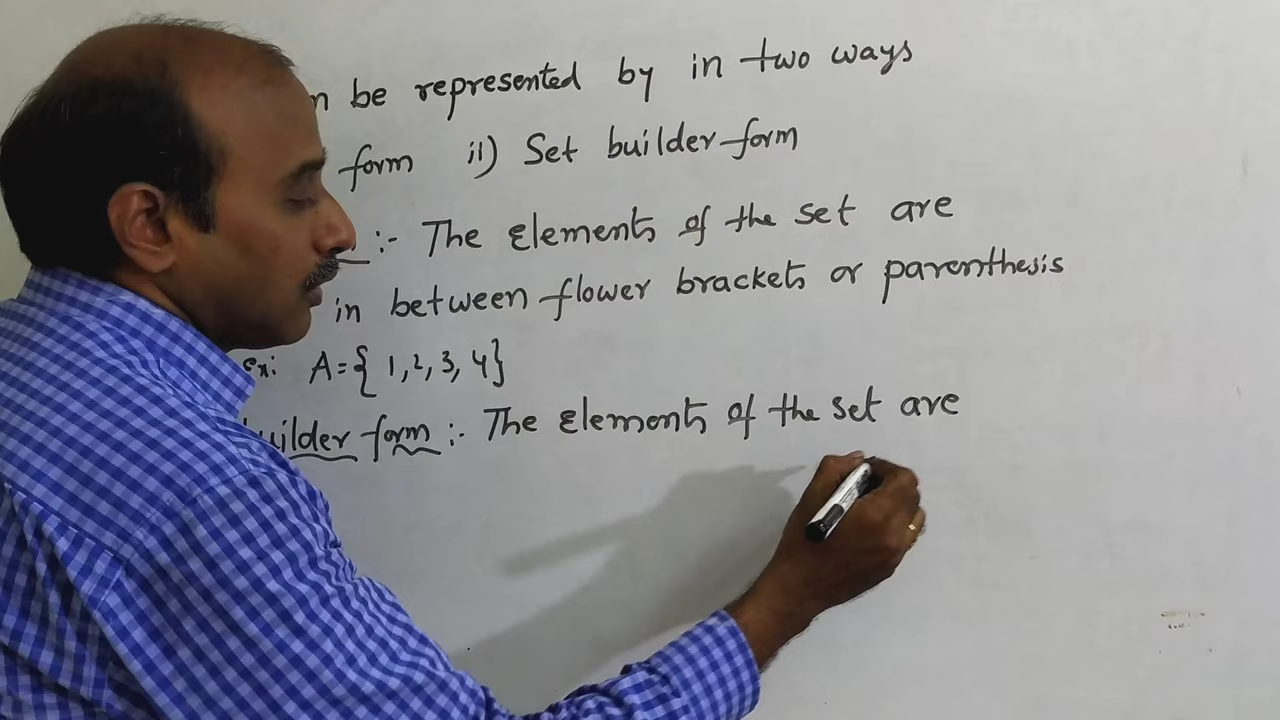 n be represented by in two ways
form ii) Set builder form
:- The Elements of the set are
in between flower brackets or parenthesis
ex: A={ 1,2,3,4}
uilder form :- The Elements of the set are